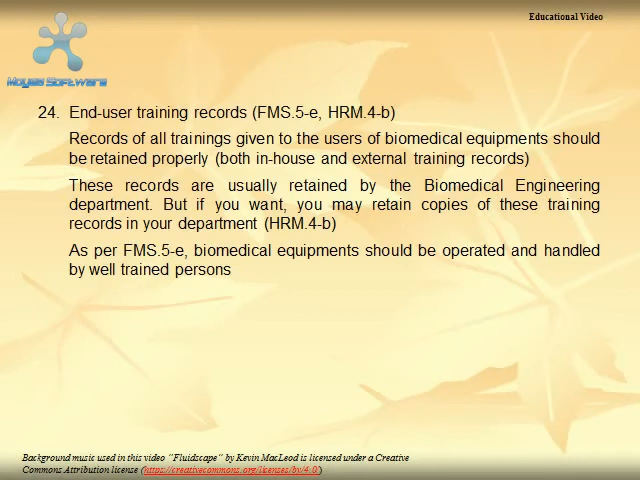 Educational Video
Moyea Software
24. End-user training records (FMS.5-e, HRM.4-b)
Records of all trainings given to the users of biomedical equipments should
be retained properly (both in-house and external training records)
These records are usually retained by the Biomedical Engineering
department. But if you want, you may retain copies of these training
records in your department (HRM.4-b)
As per FMS.5-e, biomedical equipments should be operated and handled
by well trained persons
Background music used in this video "Fluidscape" by Kevin MacLeod is licensed under a Creative
Commons Attribution license (https://creativecommons.org/licenses/by/4.0/)